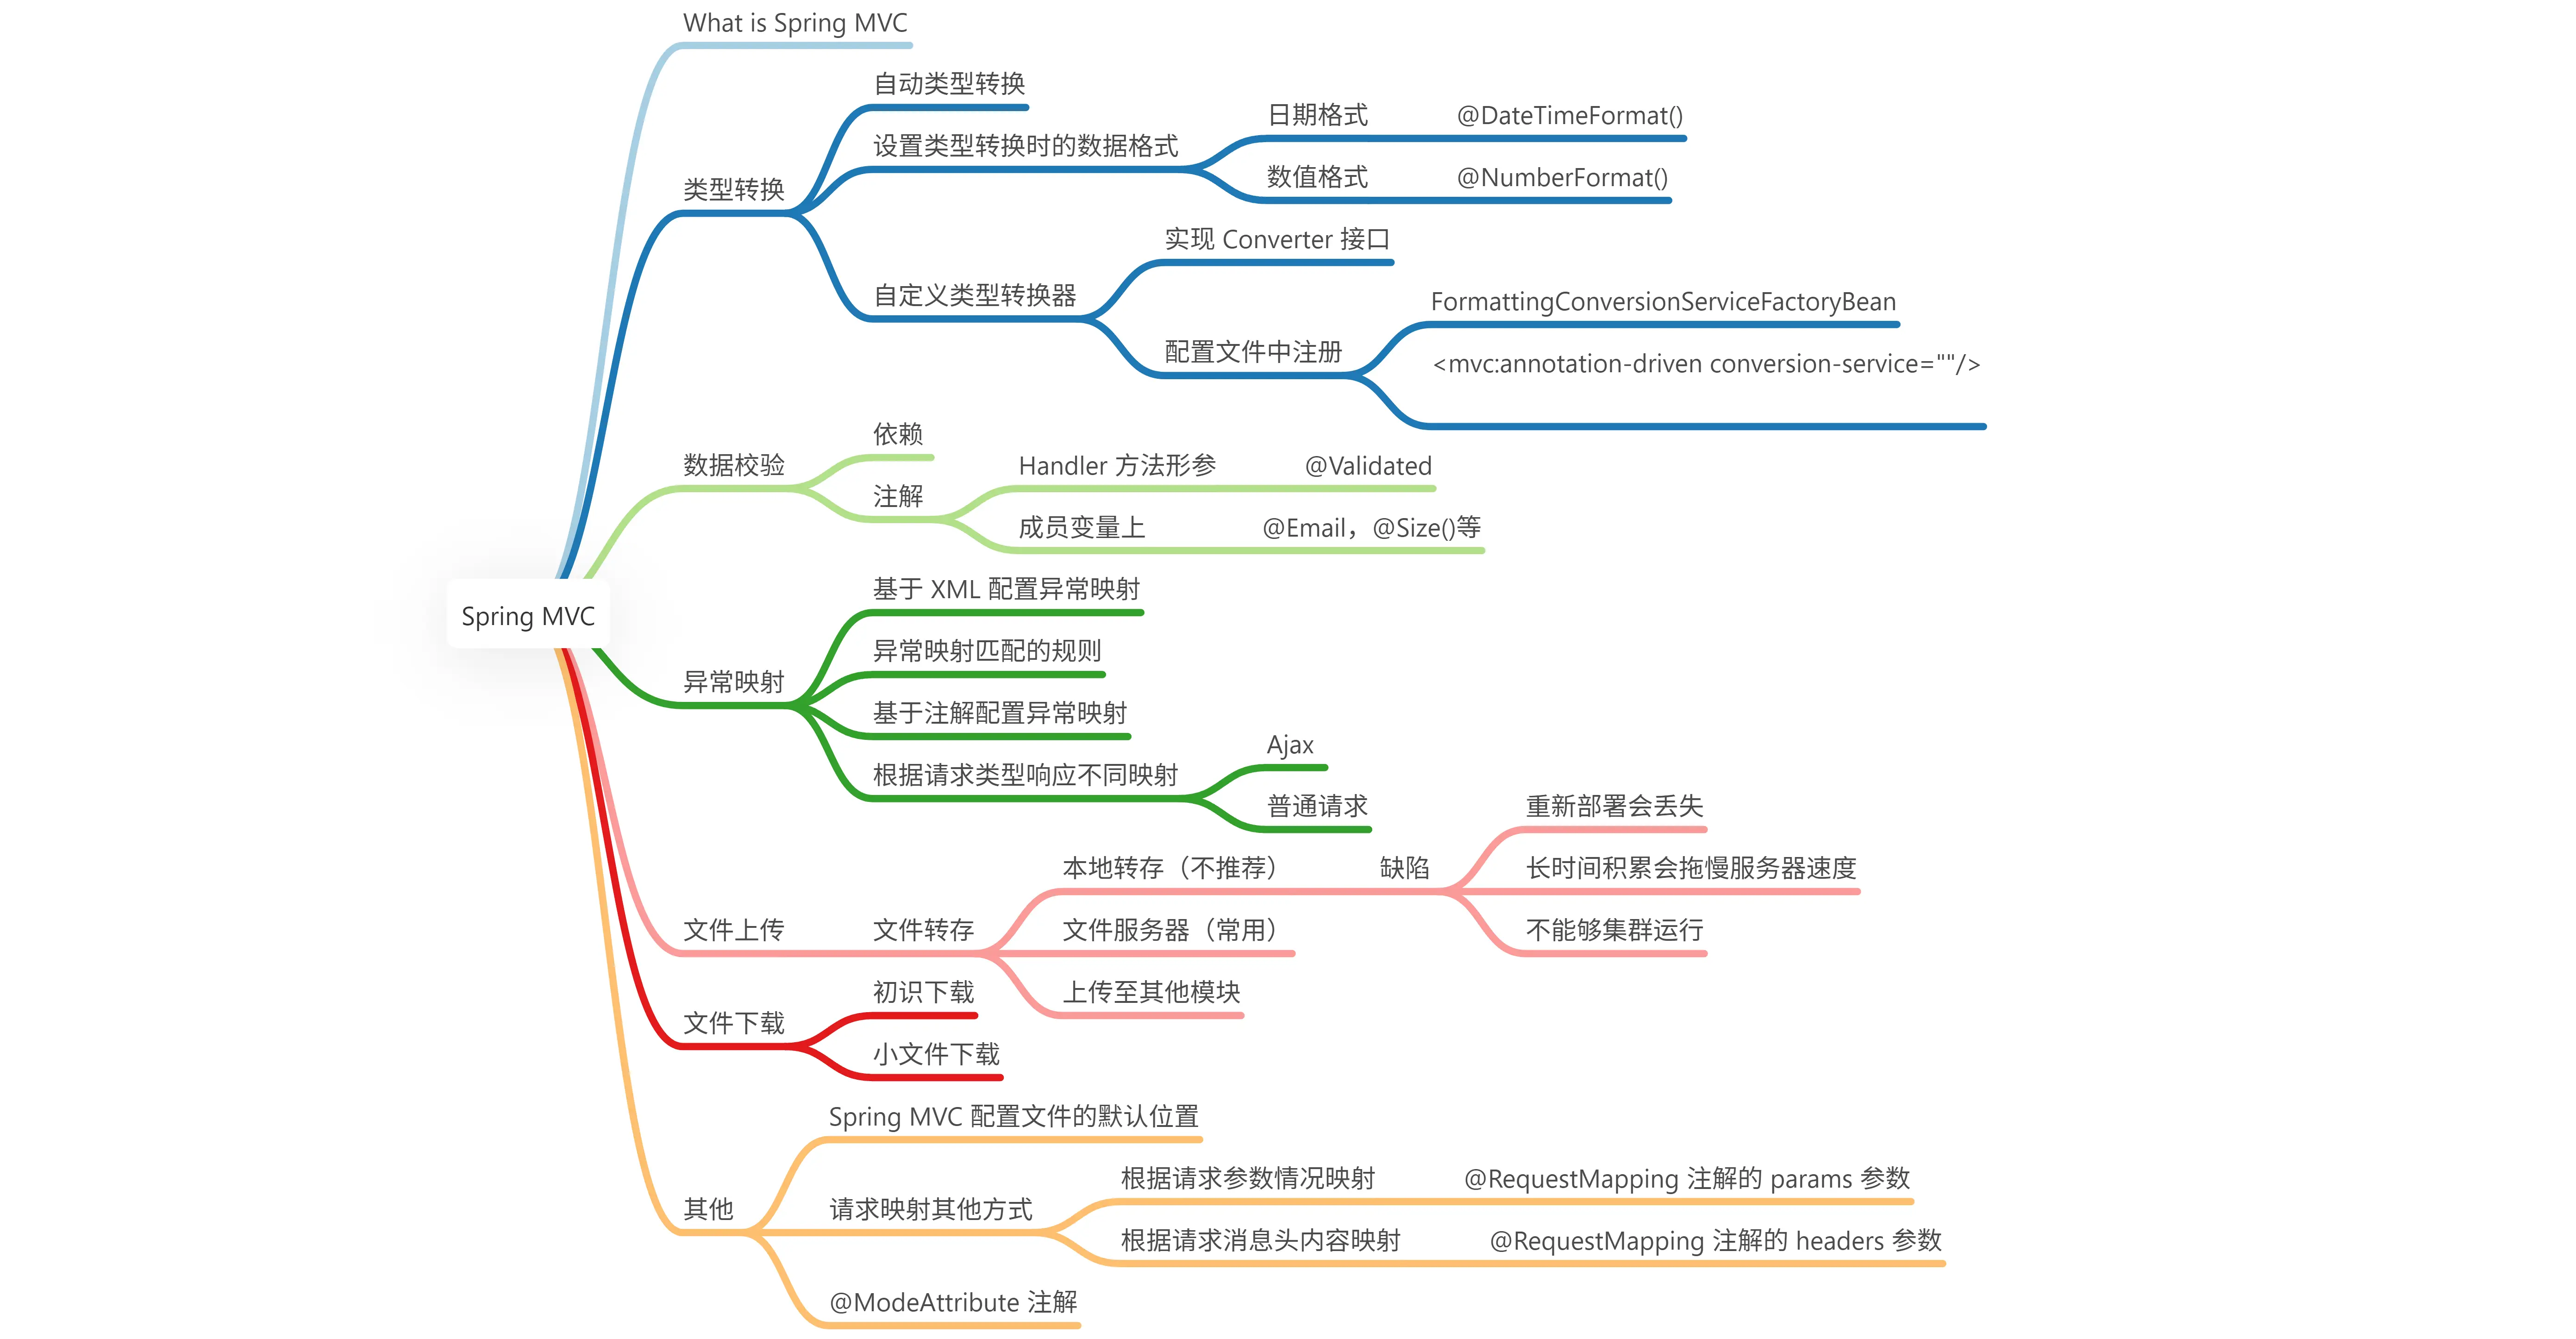 What is Spring MVC
自动类型转换
日期格式 @DateTimeFormat()
设置类型转换时的数据格式
数值格式 @NumberFormat()
类型转换
实现 Converter 接口
自定义类型转换器
FormattingConversionServiceFactoryBean
配置文件中注册
<mvc:annotation-driven conversion-service=""/>
依赖
数据校验
Handler 方法形参 @Validated
注解
成员变量上 @Email，@Size()等
Spring MVC
基于 XML 配置异常映射
异常映射匹配的规则
异常映射
基于注解配置异常映射
Ajax
根据请求类型响应不同映射
普通请求
重新部署会丢失
本地转存（不推荐） 缺陷
长时间积累会拖慢服务器速度
不能够集群运行
文件上传 文件转存
文件服务器（常用）
上传至其他模块
初识下载
文件下载
小文件下载
Spring MVC 配置文件的默认位置
根据请求参数情况映射 @RequestMapping 注解的 params 参数
其他
请求映射其他方式
根据请求消息头内容映射 @RequestMapping 注解的 headers 参数
@ModeAttribute 注解